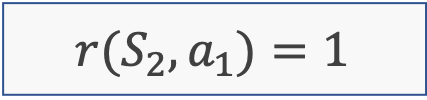 r(S₂, a₁) = 1